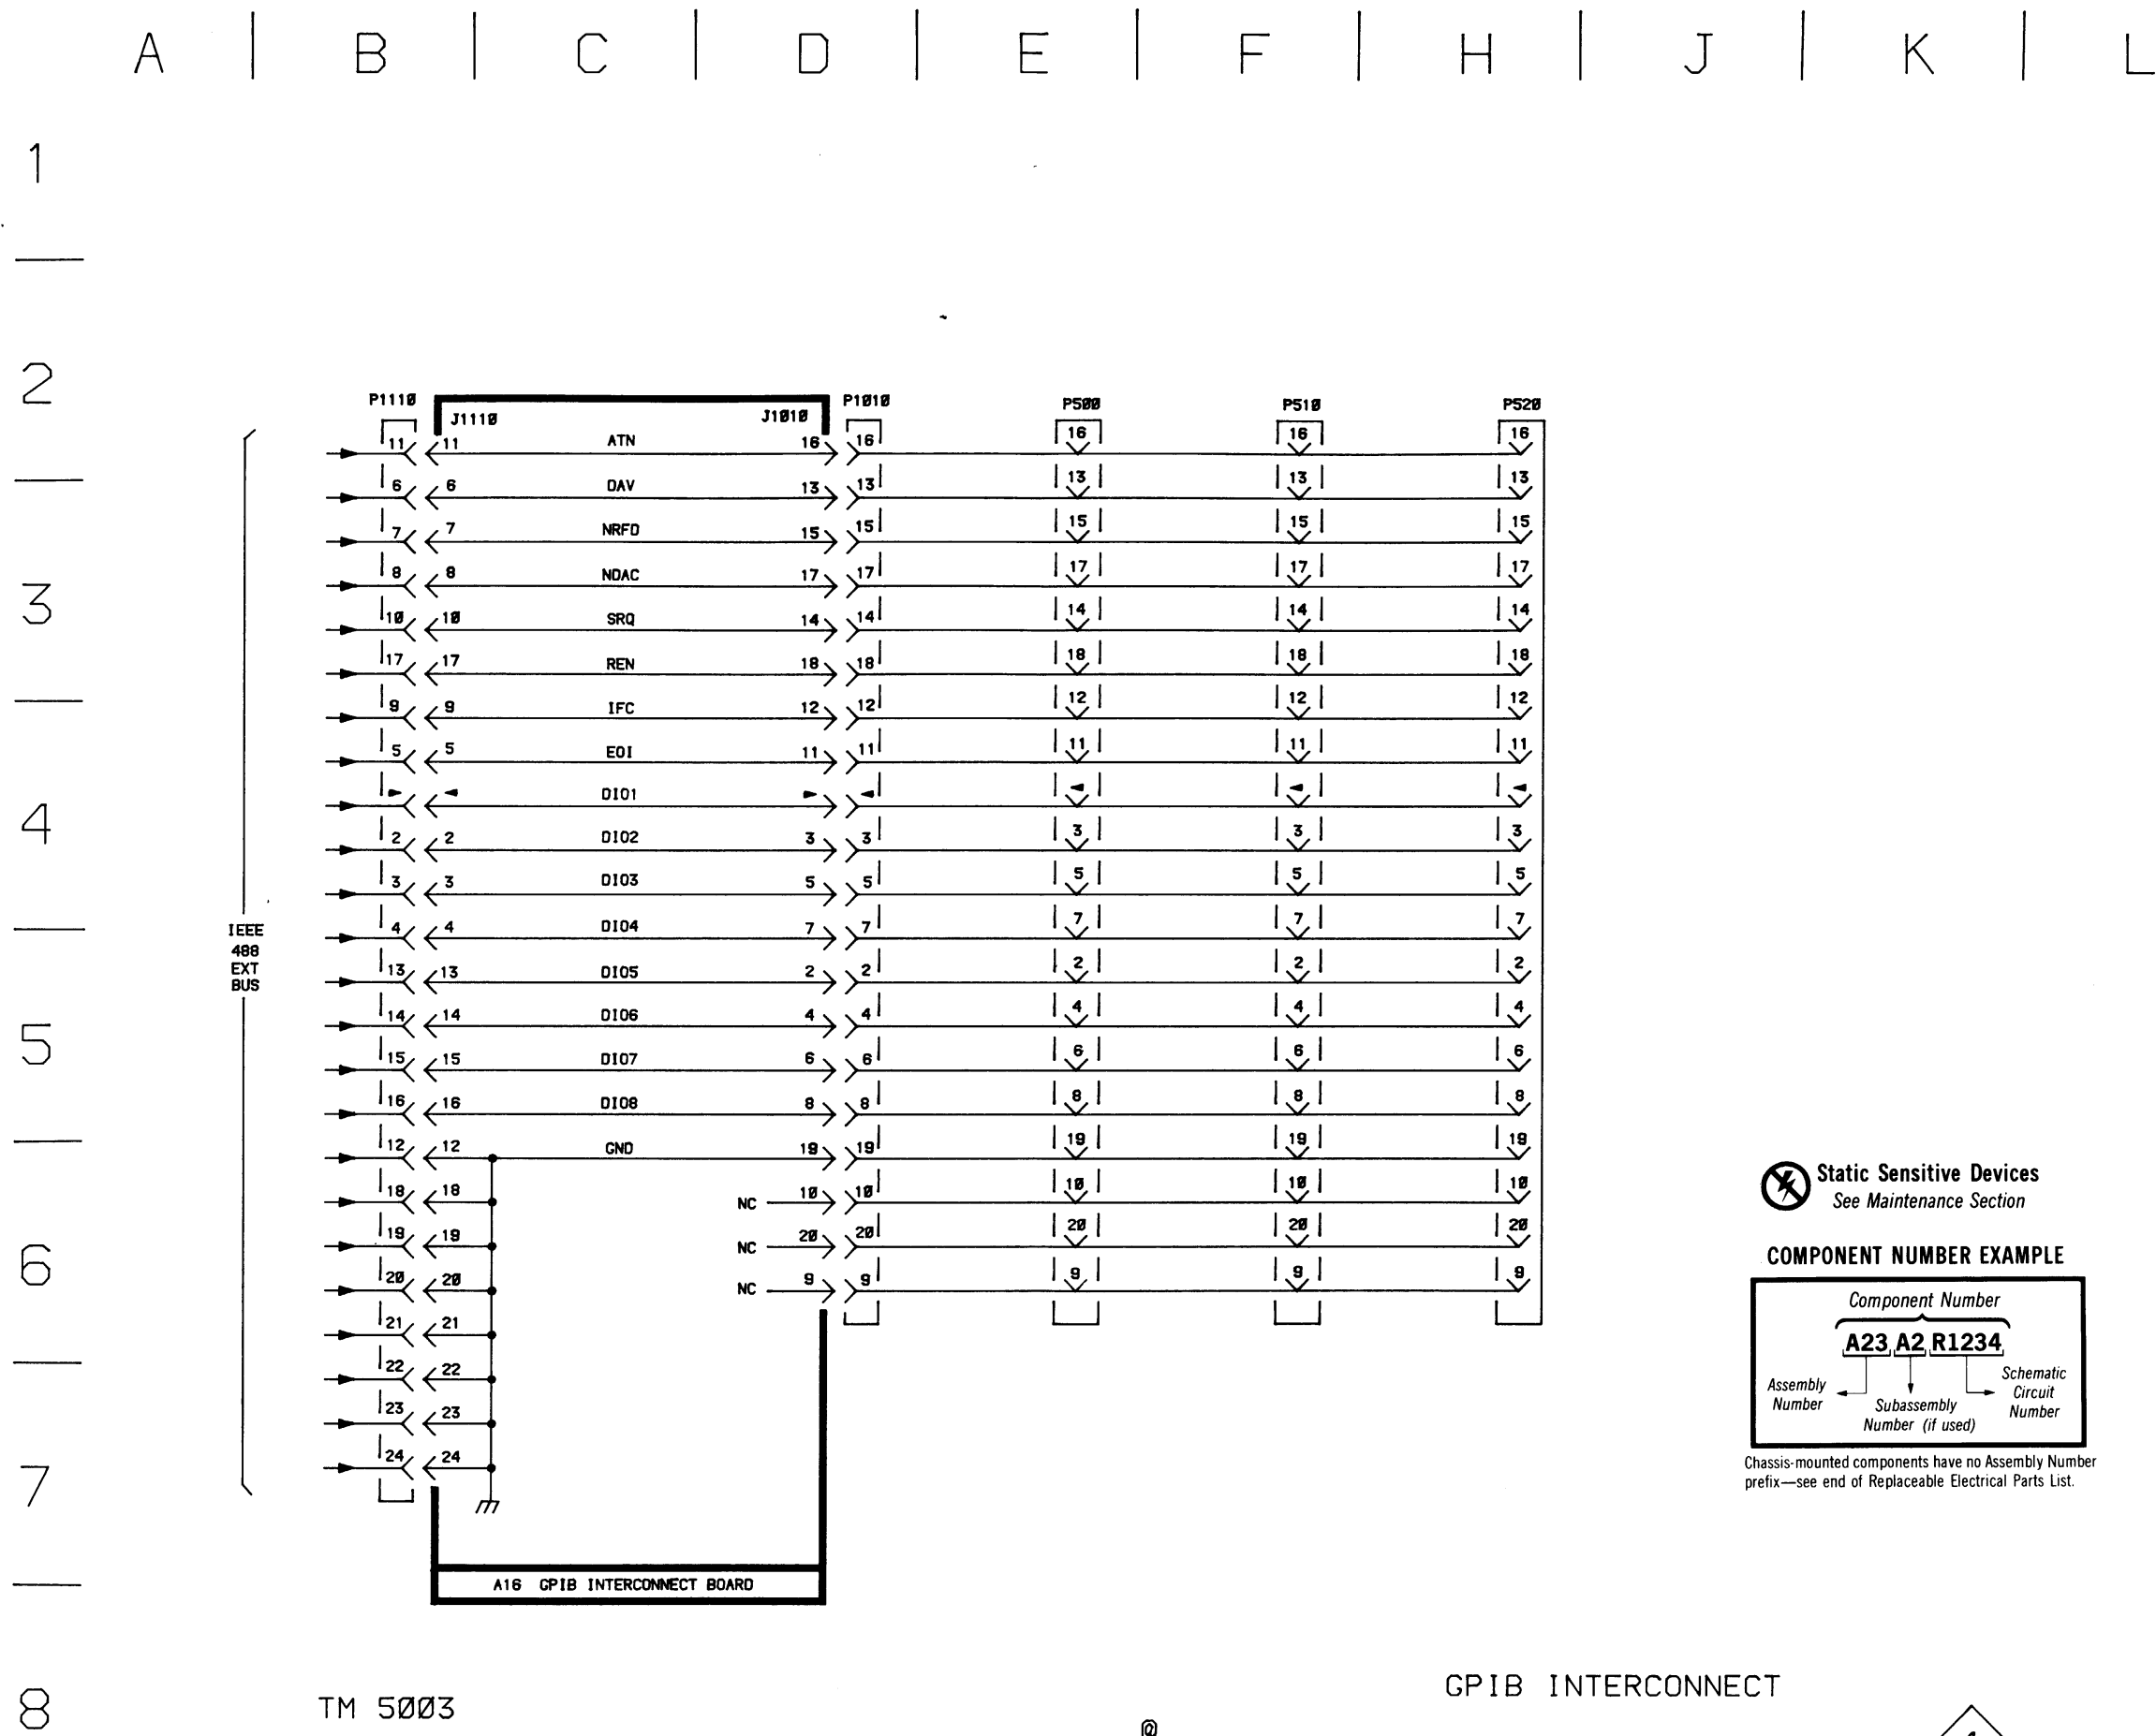 A B C D E F H J K L
1
2
P1110 P1010 P500 P510 P520
J1110 J1010
11 11 ATN 16 16 16 16 16
6 6 DAV 13 13 13 13 13
7 7 NRFD 15 15 15 15 15
8 8 NDAC 17 17 17 17 17
3
10 10 SRQ 14 14 14 14 14
17 17 REN 18 18 18 18 18
9 9 IFC 12 12 12 12 12
5 5 EOI 11 11 11 11 11
DIO1
4
2 2 DIO2 3 3 3 3 3
3 3 DIO3 5 5 5 5 5
4 4 DIO4 7 7 7 7 7
IEEE
488
EXT
BUS
13 13 DIO5 2 2 2 2 2
14 14 DIO6 4 4 4 4 4
5
15 15 DIO7 6 6 6 6 6
16 16 DIO8 8 8 8 8 8
12 12 GND 19 19 19 19 19
18 18 NC 10 10 10 10 10
19 19 NC 20 20 20 20 20
6
20 20 NC 9 9 9 9 9
21 21
22 22
23 23
24 24
7
Static Sensitive Devices
See Maintenance Section
COMPONENT NUMBER EXAMPLE
Component Number
A23 A2 R1234
Assembly
Number
Subassembly
Number (if used)
Schematic
Circuit
Number
Chassis-mounted components have no Assembly Number
prefix—see end of Replaceable Electrical Parts List.
A16 GPIB INTERCONNECT BOARD
8
TM 5003
@
GPIB INTERCONNECT